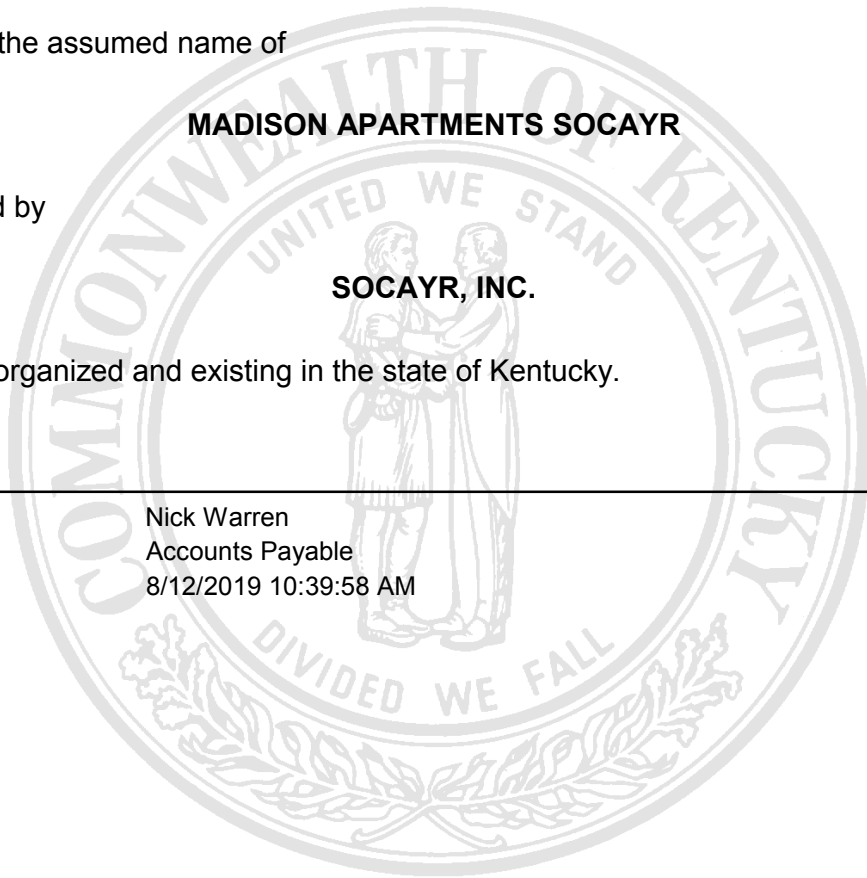 the assumed name of
MADISON APARTMENTS SOCAYR
d by
SOCAYR, INC.
organized and existing in the state of Kentucky.
Nick Warren
Accounts Payable
8/12/2019 10:39:58 AM
COMMONWEALTH OF KENTUCKY
UNITED WE STAND
DIVIDED WE FALL